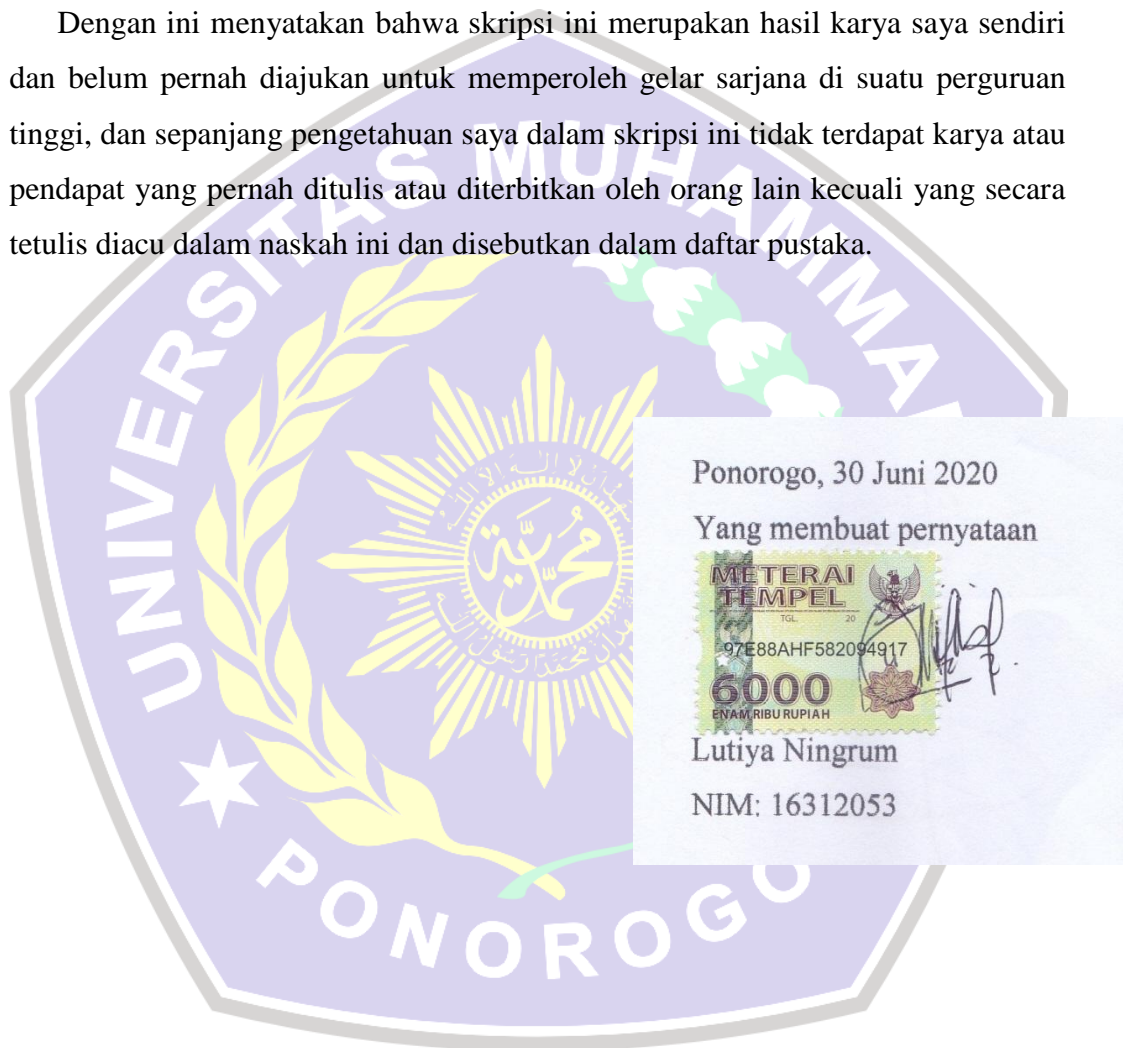 Dengan ini menyatakan bahwa skripsi ini merupakan hasil karya saya sendiri
dan belum pernah diajukan untuk memperoleh gelar sarjana di suatu perguruan
tinggi, dan sepanjang pengetahuan saya dalam skripsi ini tidak terdapat karya atau
pendapat yang pernah ditulis atau diterbitkan oleh orang lain kecuali yang secara
tetulis diacu dalam naskah ini dan disebutkan dalam daftar pustaka.
UNIVERSITAS MUHAMMA
Ponorogo, 30 Juni 2020
Yang membuat pernyataan
METERAI
TEMPEL
TGL. 20
97E88AHF582094917
6000
ENAM RIBU RUPIAH
Lutiya Ningrum
NIM: 16312053
PONOROGO